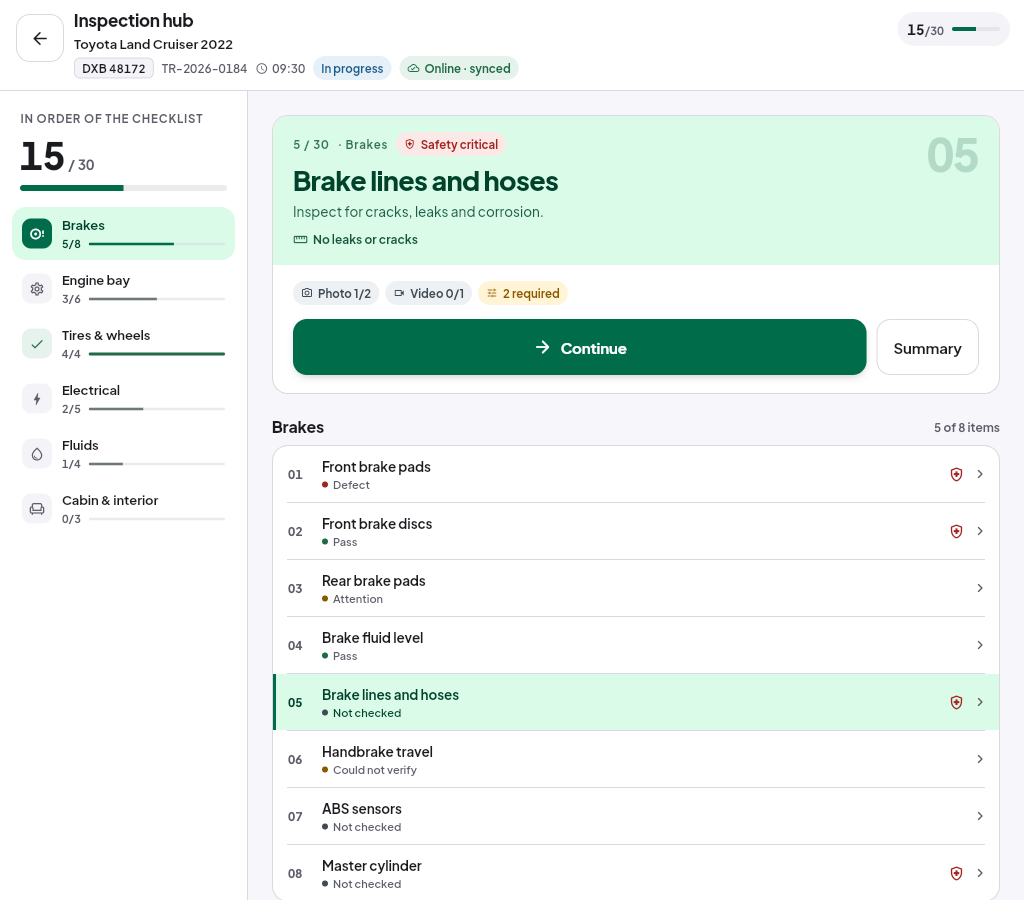 Inspection hub
Toyota Land Cruiser 2022
DXB 48172 TR-2026-0184 09:30 In progress Online · synced
15/30
IN ORDER OF THE CHECKLIST
15 / 30
Brakes
5/8
Engine bay
3/6
Tires & wheels
4/4
Electrical
2/5
Fluids
1/4
Cabin & interior
0/3
5 / 30 · Brakes Safety critical
05
Brake lines and hoses
Inspect for cracks, leaks and corrosion.
No leaks or cracks
Photo 1/2 Video 0/1 2 required
Continue
Summary
Brakes
5 of 8 items
01 Front brake pads
Defect
02 Front brake discs
Pass
03 Rear brake pads
Attention
04 Brake fluid level
Pass
05 Brake lines and hoses
Not checked
06 Handbrake travel
Could not verify
07 ABS sensors
Not checked
08 Master cylinder
Not checked